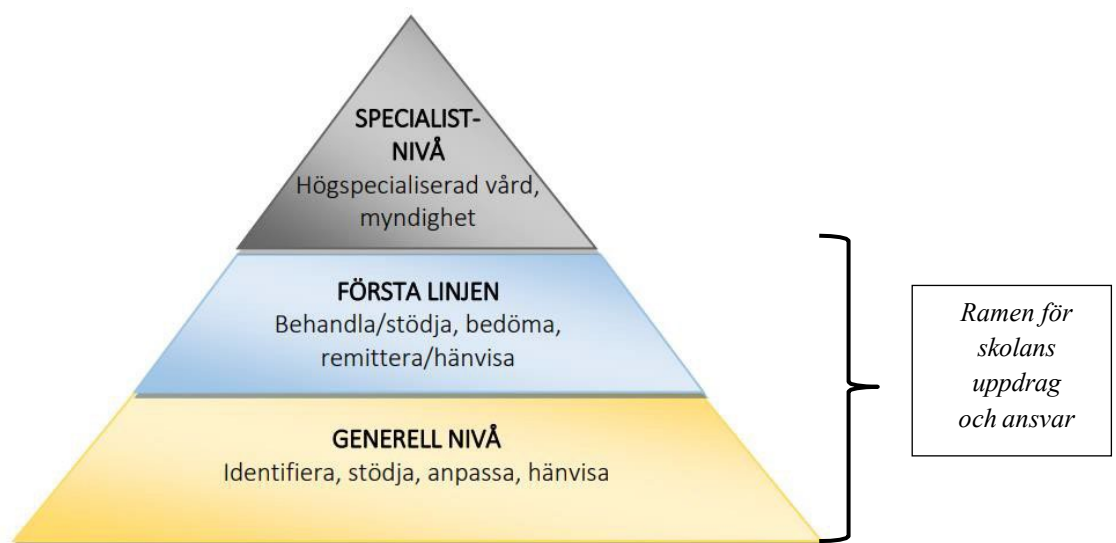 SPECIALIST-
NIVÅ
Högspecialiserad vård,
myndighet
FÖRSTA LINJEN
Behandla/stödja, bedöma,
remittera/hänvisa
GENERELL NIVÅ
Identifiera, stödja, anpassa, hänvisa
Ramen för
skolans
uppdrag
och ansvar